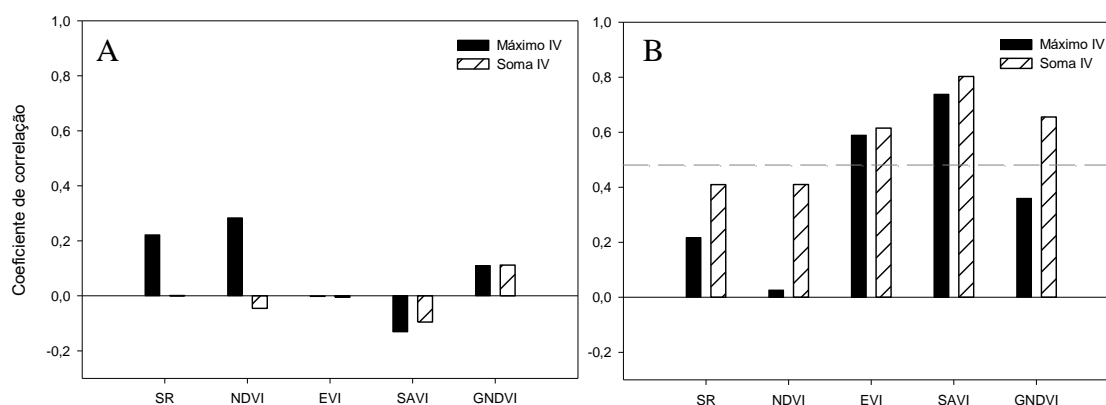 A
Máximo IV
Soma IV
Coeficiente de correlação
1,0
0,8
0,6
0,4
0,2
0,0
-0,2
SR NDVI EVI SAVI GNDVI
B
Máximo IV
Soma IV
1,0
0,8
0,6
0,4
0,2
0,0
-0,2
SR NDVI EVI SAVI GNDVI